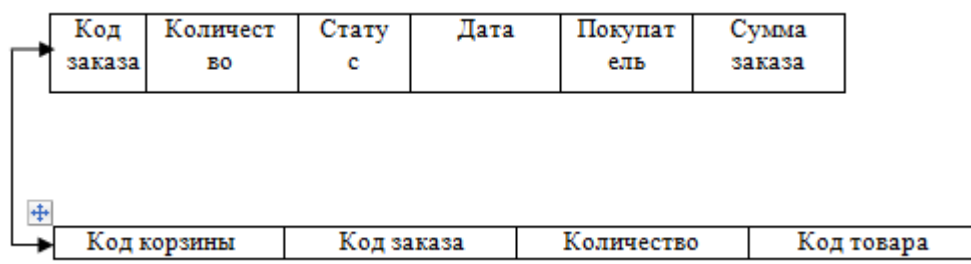 Код Количест Стату Дата Покупат Сумма
заказа во с ель заказа
Код корзины Код заказа Количество Код товара